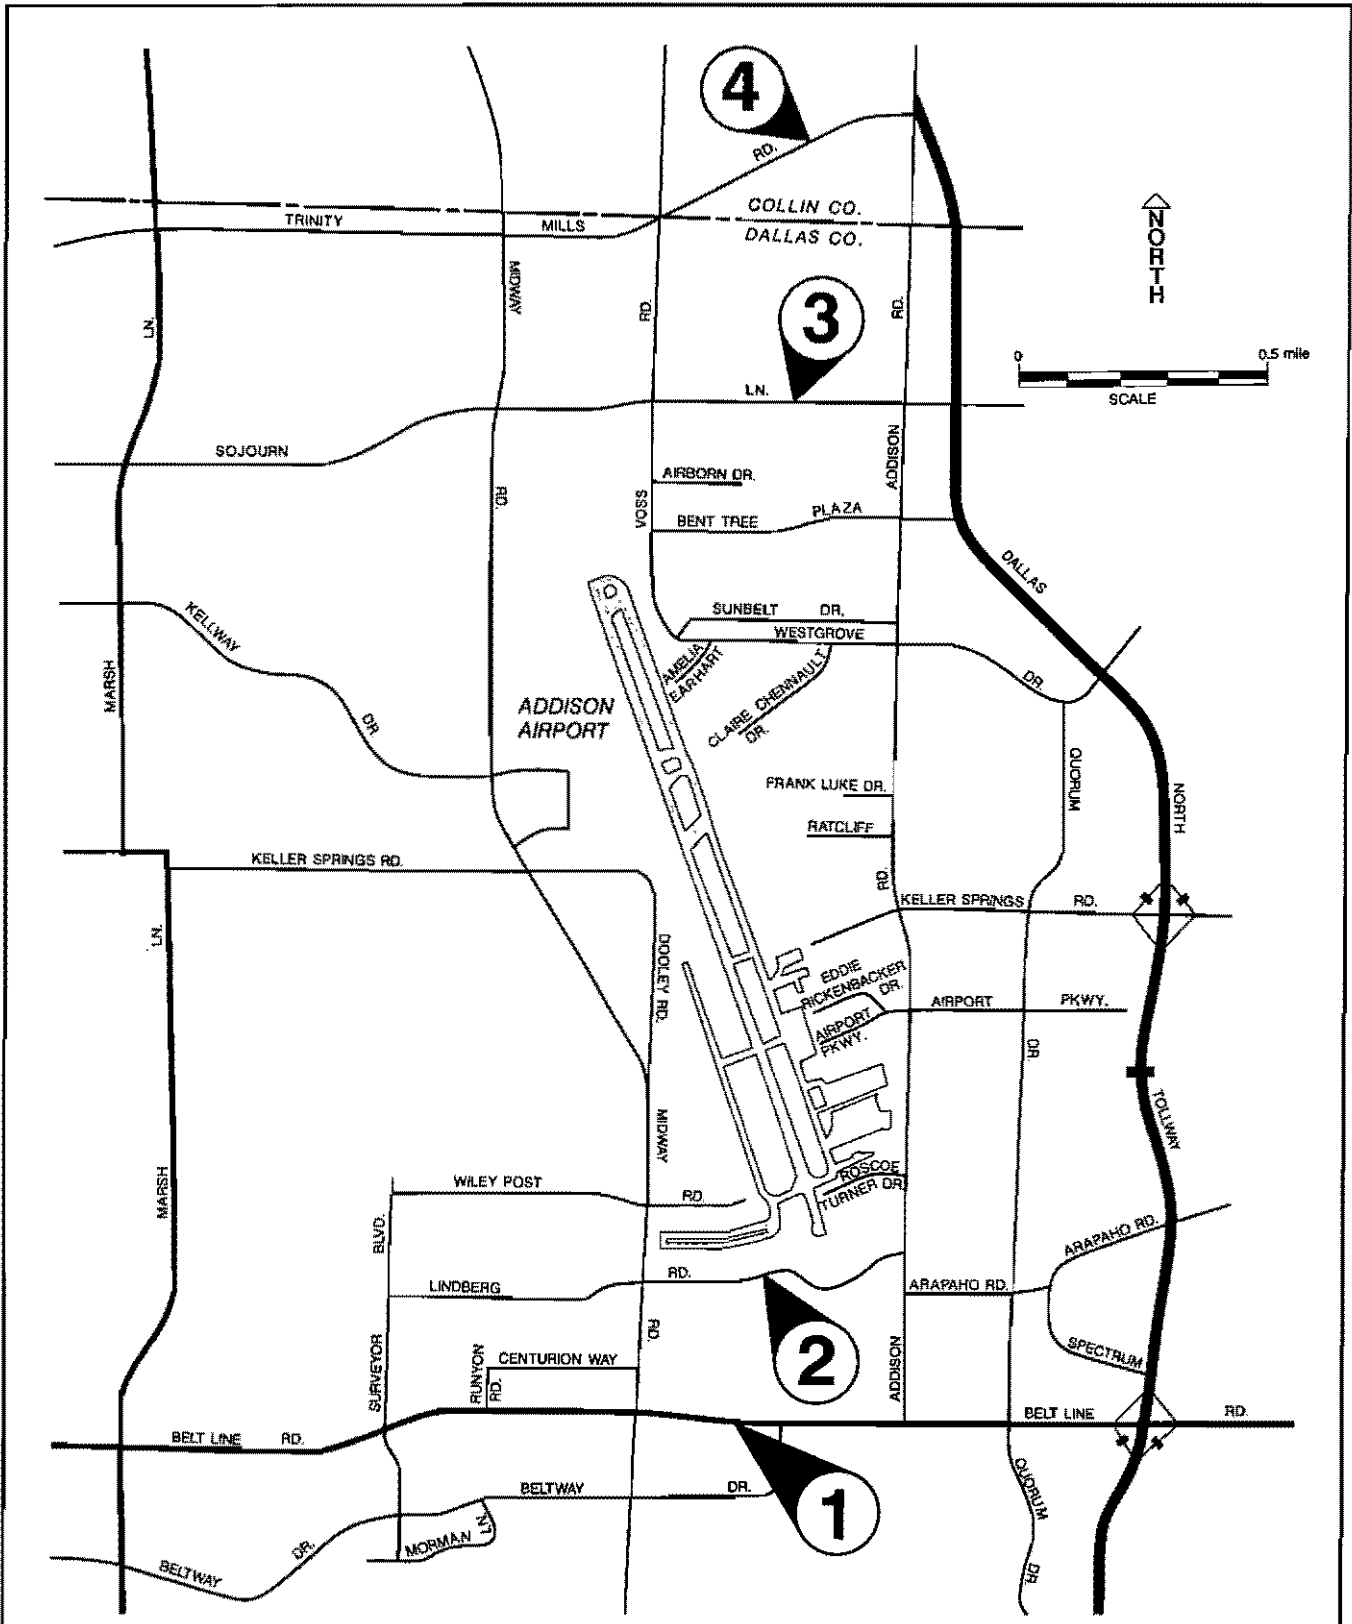 4
RD.
COLLIN CO.
DALLAS CO.
TRINITY
MILLS
NORTH
MIDWAY
RD.
RD.
LN.
3
0
0.5 mile
SCALE
LN.
SOJOURN
ADDISON
AIRBORN DR.
RD.
VOSS
BENT TREE
PLAZA
DALLAS
KELLWAY
DR.
SUNBELT DR.
WESTGROVE
DR.
AMELIA
EARHART
CLAIRE CHENNAULT
DR.
MARSH
ADDISON
AIRPORT
QUORUM
FRANK LUKE DR.
RATCLIFF
NORTH
KELLER SPRINGS RD.
RD.
KELLER SPRINGS RD.
LN.
DOOLEY RD.
EDDIE
RICKENBACKER
DR.
AIRPORT PKWY.
AIRPORT
PKWY.
DR.
TOLLWAY
MIDWAY
MARSH
WILEY POST
RD.
ROSCOE
TURNER DR.
BLVD.
ARAPAHO RD.
LINDBERG
RD.
ARAPAHO RD.
2
SURVEYOR
RUNYON
RD.
CENTURION WAY
RD.
ADDISON
SPECTRUM
BELT LINE RD.
BELT LINE
RD.
BELTWAY
DR.
1
QUORUM
DR.
MORMAN
LN.
BELTWAY
DR.